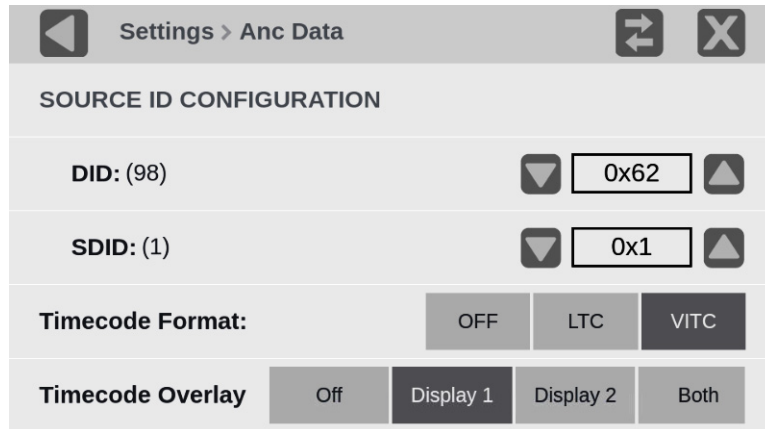 Settings > Anc Data
SOURCE ID CONFIGURATION
DID: (98) 0x62
SDID: (1) 0x1
Timecode Format: OFF LTC VITC
Timecode Overlay Off Display 1 Display 2 Both